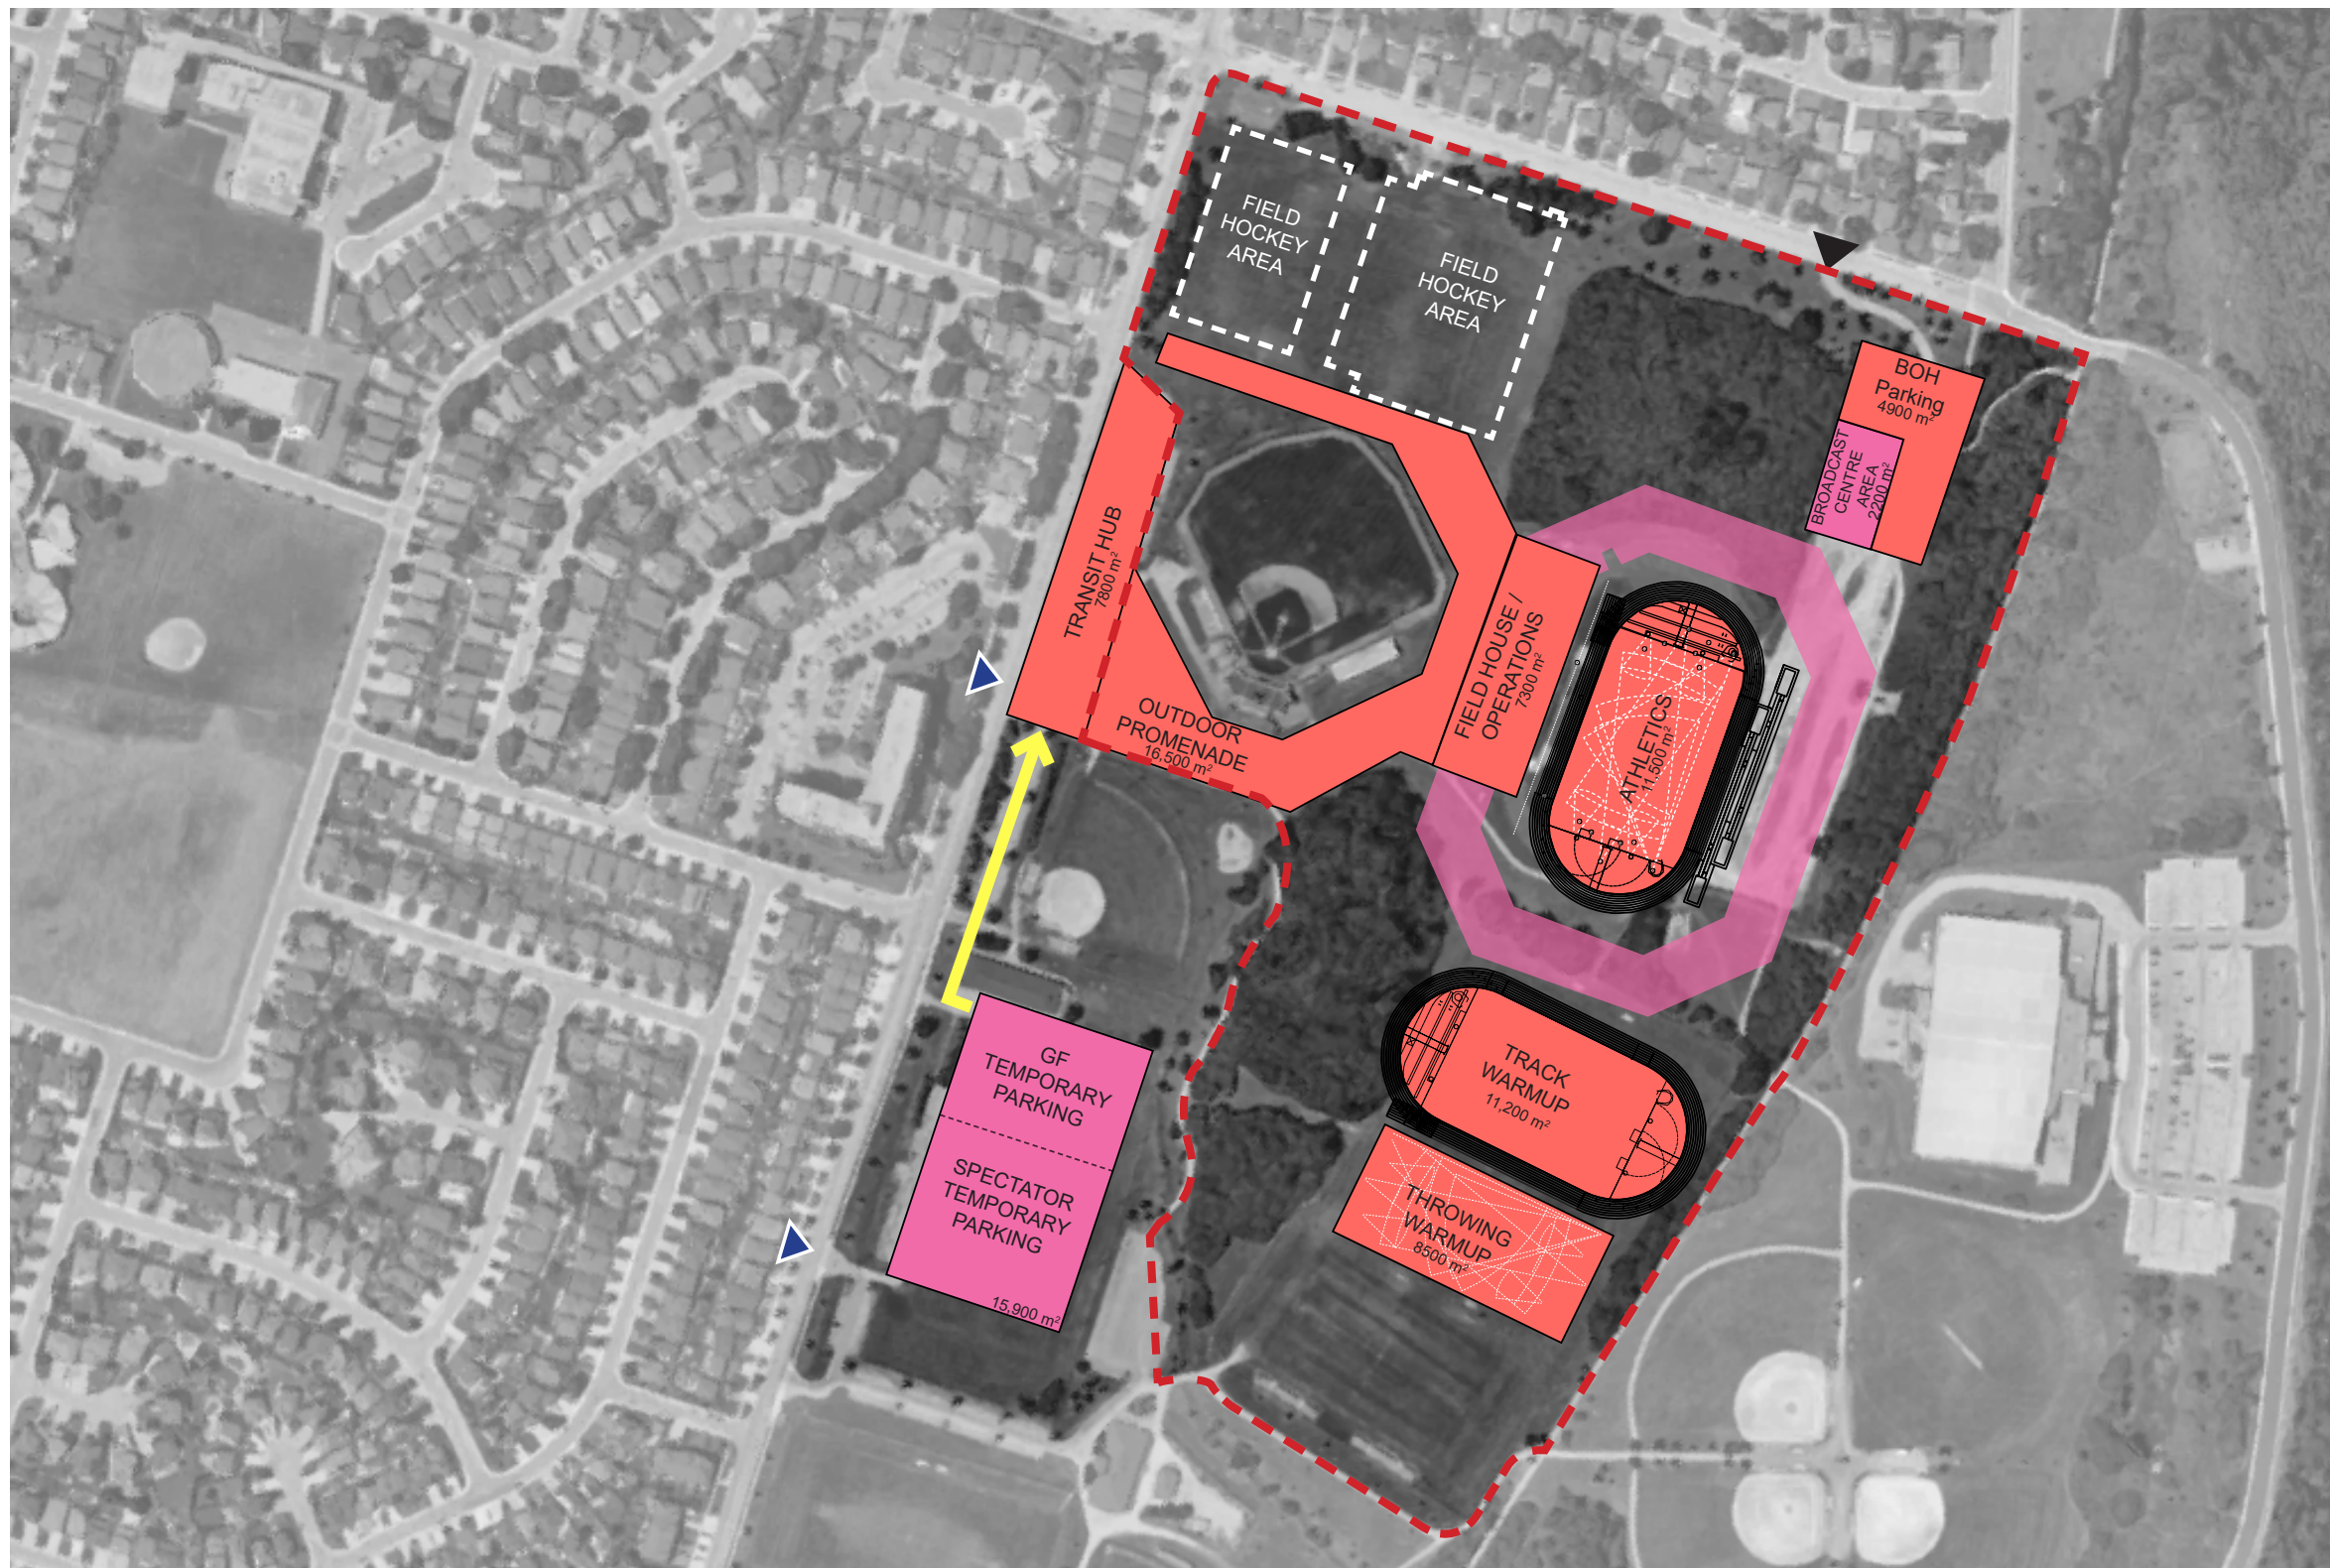 FIELD
HOCKEY
AREA
FIELD
HOCKEY
AREA
BOH
Parking
4900 m²
BROADCAST
CENTRE
AREA
2200 m²
TRANSIT HUB
7800 m²
FIELD HOUSE /
OPERATIONS
7300 m²
OUTDOOR
PROMENADE
16,500 m²
ATHLETICS
11,500 m²
GF
TEMPORARY
PARKING
SPECTATOR
TEMPORARY
PARKING
15,900 m²
TRACK
WARMUP
11,200 m²
THROWING
WARMUP
8500 m²